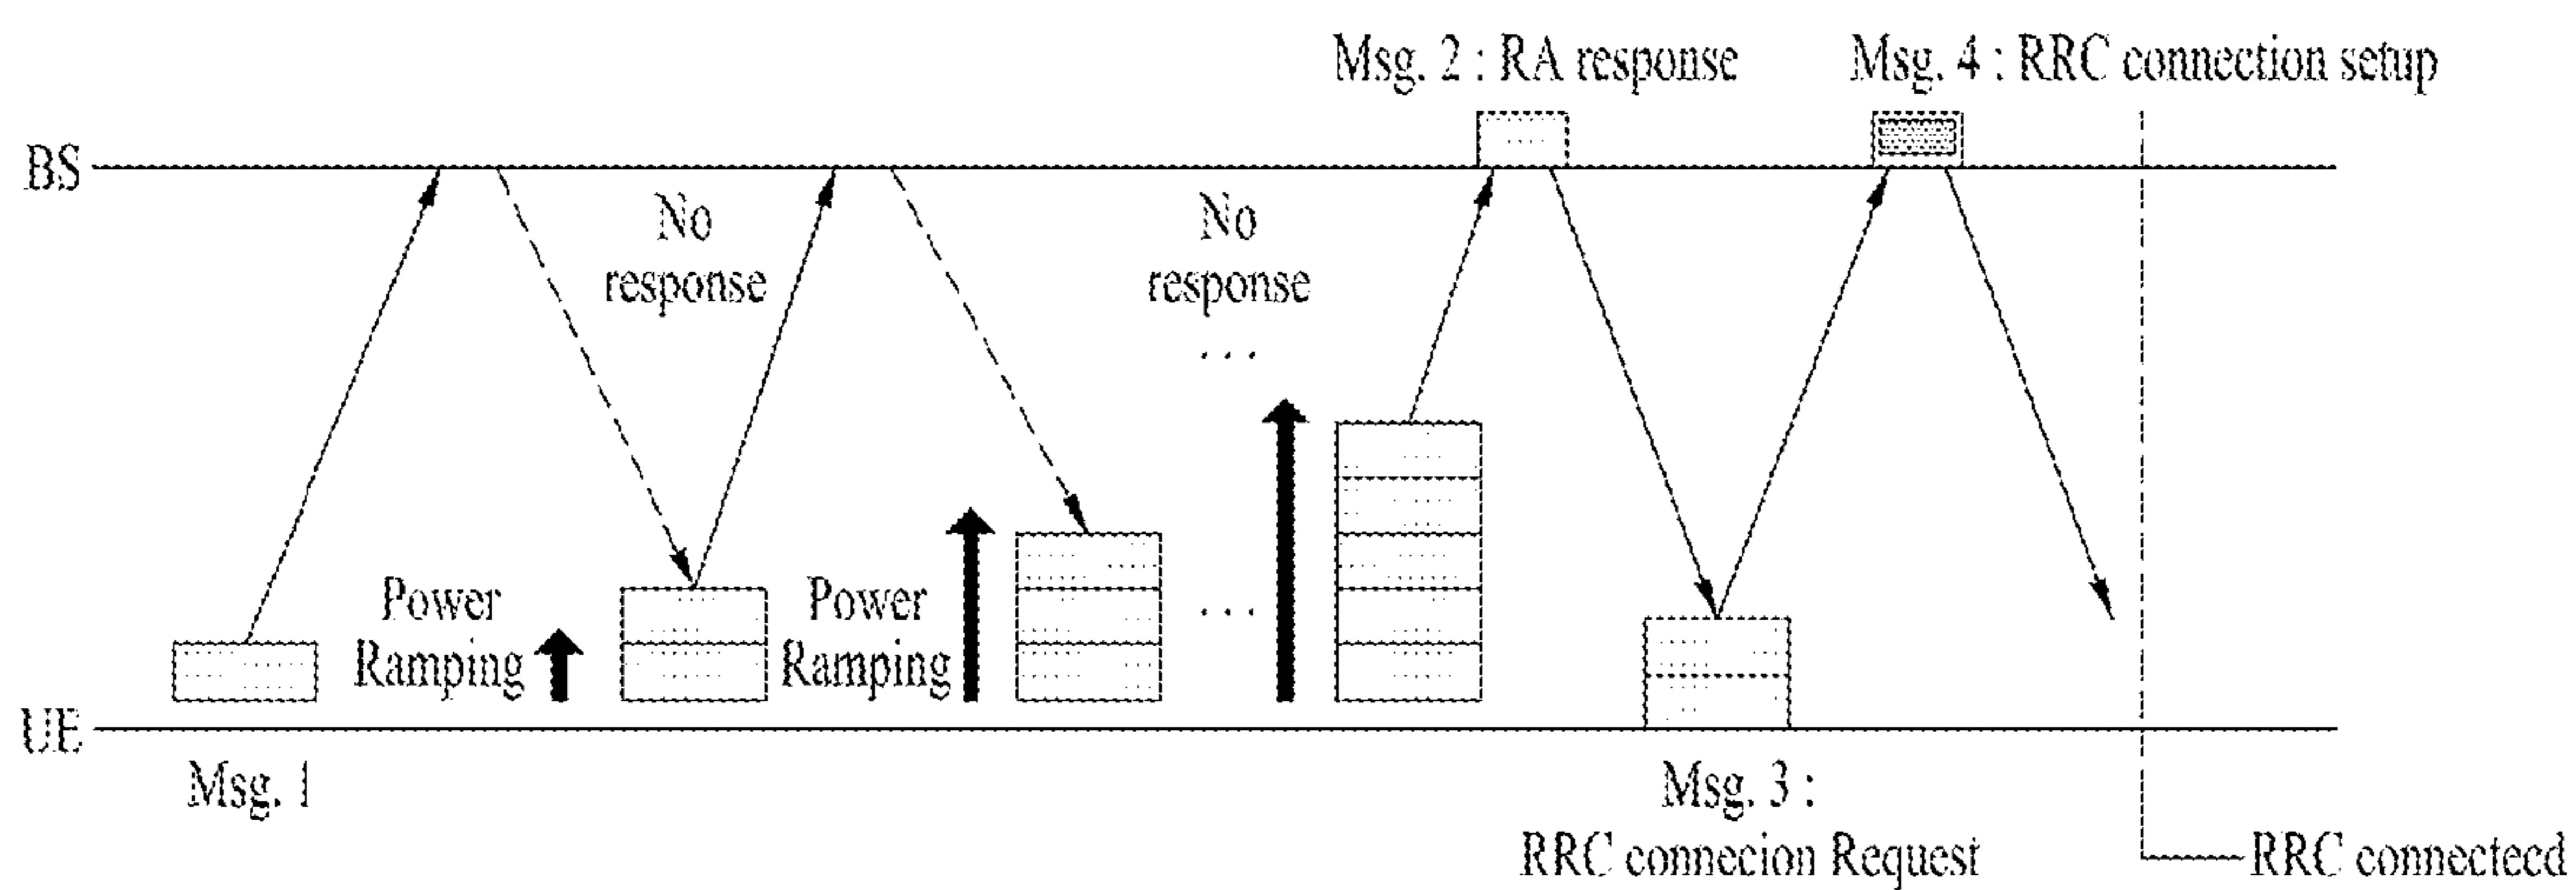 Msg. 2 : RA response
Msg. 4 : RRC connection setup
BS
No
response
No
response
. . .
Power
Ramping
Power
Ramping
. . .
UE
Msg. 1
Msg. 3 :
RRC connecion Request
RRC connectecd